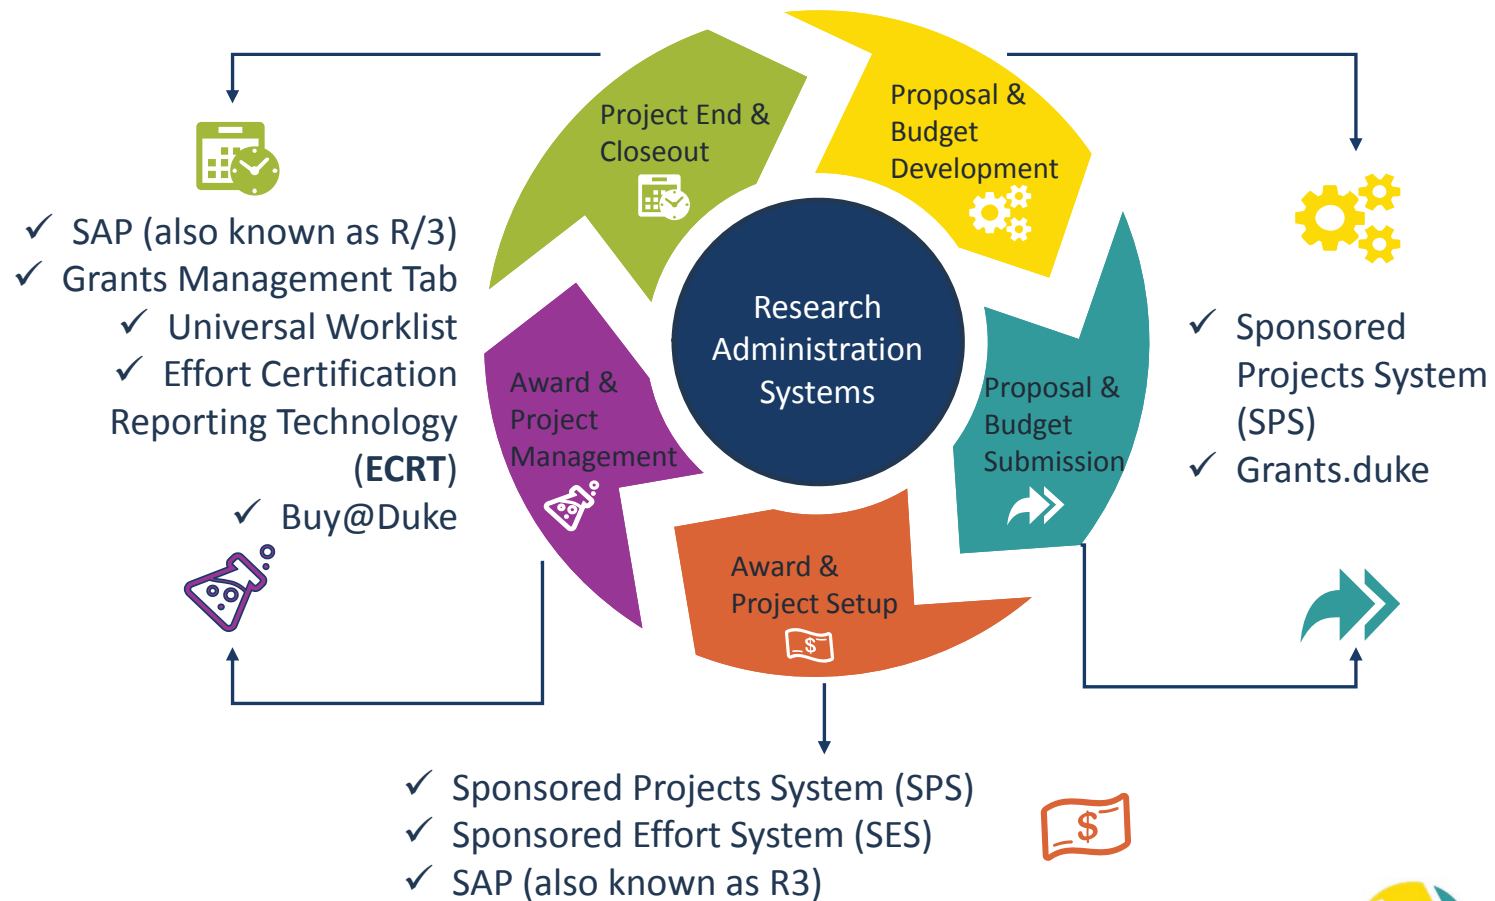 Project End &
Closeout
Proposal &
Budget
Development
Research
Administration
Systems
Proposal &
Budget
Submission
Award &
Project Setup
$
Award &
Project
Management
✓ SAP (also known as R/3)
✓ Grants Management Tab
✓ Universal Worklist
✓ Effort Certification
Reporting Technology
(ECRT)
✓ Buy@Duke
✓ Sponsored
Projects System
(SPS)
✓ Grants.duke
✓ Sponsored Projects System (SPS)
✓ Sponsored Effort System (SES)
✓ SAP (also known as R3)
$